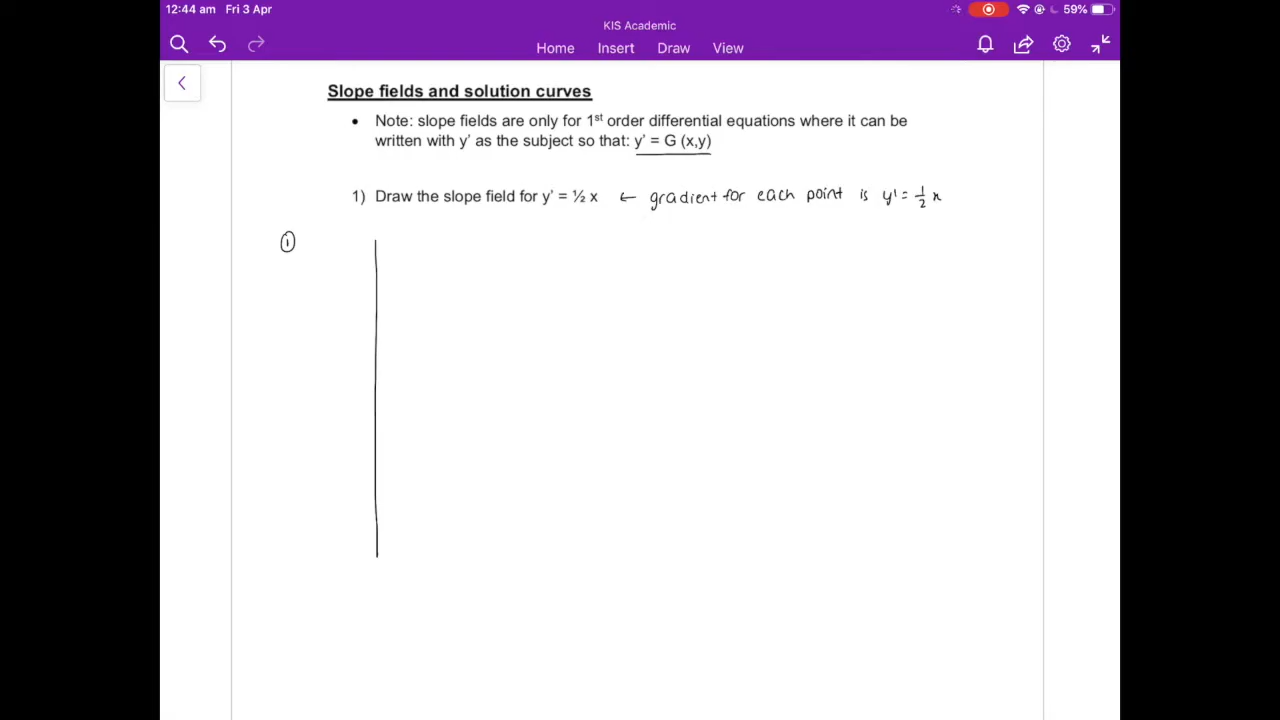 12:44 am Fri 3 Apr
59%
KIS Academic
Home Insert Draw View
Slope fields and solution curves
• Note: slope fields are only for 1st order differential equations where it can be
written with y' as the subject so that: y' = G (x,y)
1) Draw the slope field for y' = ½ x ← gradient for each point is y' = 1/2 x
①